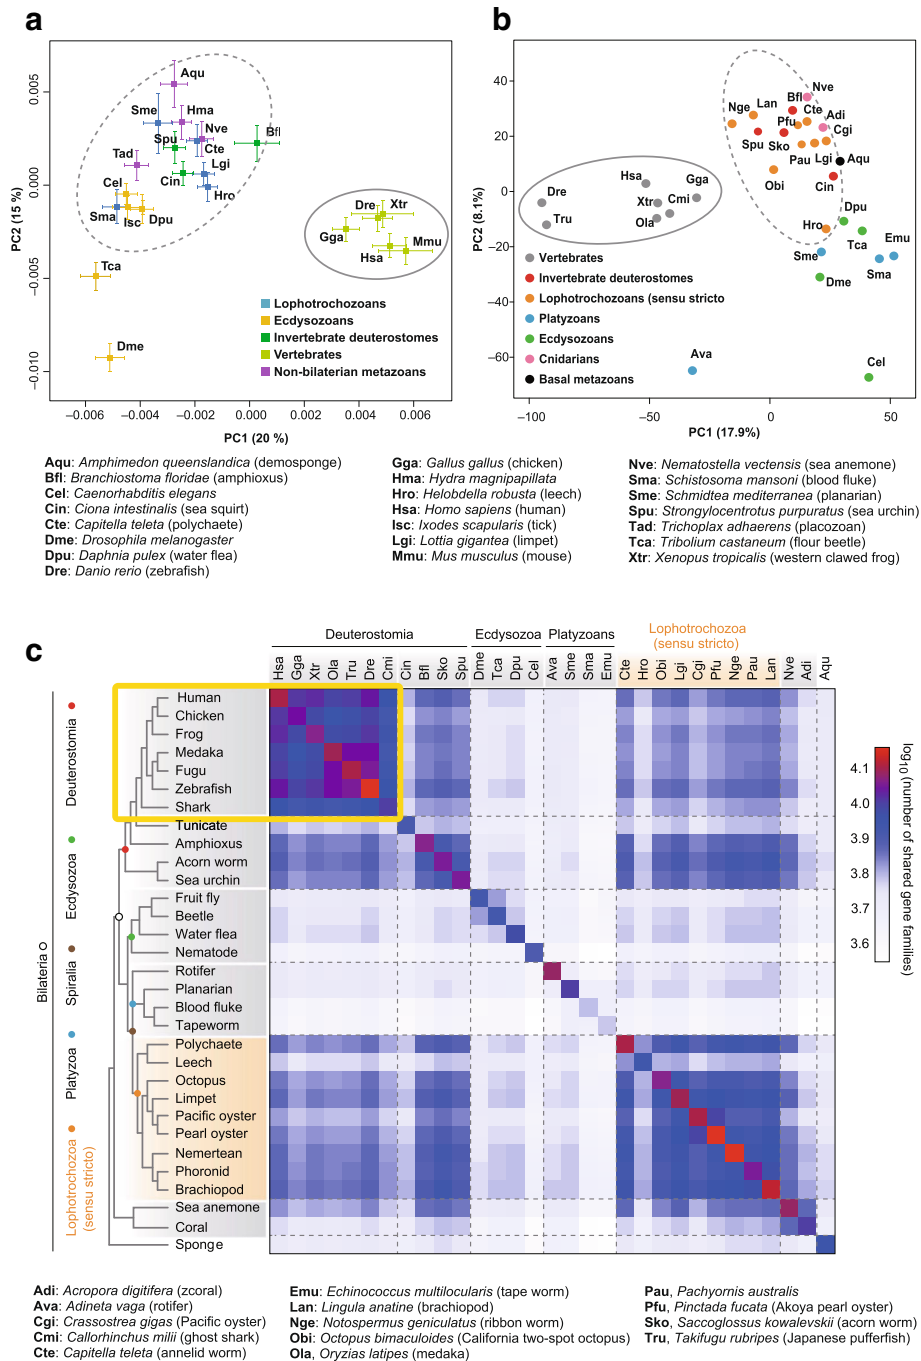 a
b
0.005
0.000
−0.005
−0.010
PC2 (15 %)
Aqu
Sme
Hma
Spu
Nve
Cte
Bfl
Tad
Cin
Lgi
Hro
Cel
Sma
Isc
Dpu
Tca
Dme
Dre
Xtr
Gga
Hsa
Mmu
Lophotrochozoans
Ecdysozoans
Invertebrate deuterostomes
Vertebrates
Non-bilaterian metazoans
−0.006 −0.004 −0.002 0.000 0.002 0.004 0.006
PC1 (20 %)
40
20
0
−20
−40
−60
PC2 (8.1%)
Nve
Bfl
Lan
Nge
Cte
Adi
Pfu
Cgi
Spu
Sko
Pau
Lgi
Aqu
Obi
Cin
Hsa
Gga
Dre
Xtr
Cmi
Tru
Ola
Dpu
Hro
Tca
Emu
Sme
Sma
Dme
Ava
Cel
Vertebrates
Invertebrate deuterostomes
Lophotrochozoans (sensu stricto
Platyzoans
Ecdysozoans
Cnidarians
Basal metazoans
−100 −50 0 50
PC1 (17.9%)
Aqu: Amphimedon queenslandica (demosponge)
Bfl: Branchiostoma floridae (amphioxus)
Cel: Caenorhabditis elegans
Cin: Ciona intestinalis (sea squirt)
Cte: Capitella teleta (polychaete)
Dme: Drosophila melanogaster
Dpu: Daphnia pulex (water flea)
Dre: Danio rerio (zebrafish)
Gga: Gallus gallus (chicken)
Hma: Hydra magnipapillata
Hro: Helobdella robusta (leech)
Hsa: Homo sapiens (human)
Isc: Ixodes scapularis (tick)
Lgi: Lottia gigantea (limpet)
Mmu: Mus musculus (mouse)
Nve: Nematostella vectensis (sea anemone)
Sma: Schistosoma mansoni (blood fluke)
Sme: Schmidtea mediterranea (planarian)
Spu: Strongylocentrotus purpuratus (sea urchin)
Tad: Trichoplax adhaerens (placozoan)
Tca: Tribolium castaneum (flour beetle)
Xtr: Xenopus tropicalis (western clawed frog)
c
Deuterostomia
Ecdysozoa
Platyzoans
Lophotrochozoa
(sensu stricto)
Hsa Gga Xtr Ola Tru Dre Cmi Cin Bfl Sko Spu Dme Tca Dpu Cel Ava Sme Sma Emu Cte Hro Obi Lgi Cgi Pfu Nge Pau Lan Nve Adi Aqu
Bilateria
Deuterostomia
Ecdysozoa
Spiralia
Platyzoa
Lophotrochozoa
(sensu stricto)
Human
Chicken
Frog
Medaka
Fugu
Zebrafish
Shark
Tunicate
Amphioxus
Acorn worm
Sea urchin
Fruit fly
Beetle
Water flea
Nematode
Rotifer
Planarian
Blood fluke
Tapeworm
Polychaete
Leech
Octopus
Limpet
Pacific oyster
Pearl oyster
Nemertean
Phoronid
Brachiopod
Sea anemone
Coral
Sponge
4.1
4.0
3.9
3.8
3.7
3.6
log10 (number of shared gene families)
Adi: Acropora digitifera (zcoral)
Ava: Adineta vaga (rotifer)
Cgi: Crassostrea gigas (Pacific oyster)
Cmi: Callorhinchus milii (ghost shark)
Cte: Capitella teleta (annelid worm)
Emu: Echinococcus multilocularis (tape worm)
Lan: Lingula anatine (brachiopod)
Nge: Notospermus geniculatus (ribbon worm)
Obi: Octopus bimaculoides (California two-spot octopus)
Ola, Oryzias latipes (medaka)
Pau, Pachyornis australis
Pfu, Pinctada fucata (Akoya pearl oyster)
Sko, Saccoglossus kowalevskii (acorn worm)
Tru, Takifugu rubripes (Japanese pufferfish)